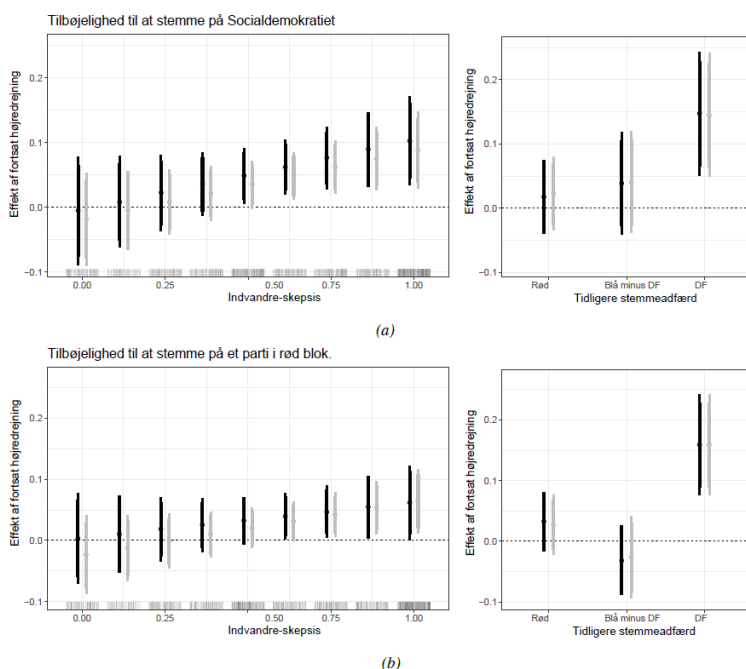 Tilbøjelighed til at stemme på Socialdemokratiet
Effekt af fortsat højredrejning
0.2
0.1
0.0
−0.1
0.00
0.25
0.50
0.75
1.00
Indvandre-skepsis
Effekt af fortsat højredrejning
0.2
0.1
0.0
−0.1
Rød
Blå minus DF
DF
Tidligere stemmeadfærd
(a)
Tilbøjelighed til at stemme på et parti i rød blok.
Effekt af fortsat højredrejning
0.2
0.1
0.0
−0.1
0.00
0.25
0.50
0.75
1.00
Indvandre-skepsis
Effekt af fortsat højredrejning
0.2
0.1
0.0
−0.1
Rød
Blå minus DF
DF
Tidligere stemmeadfærd
(b)